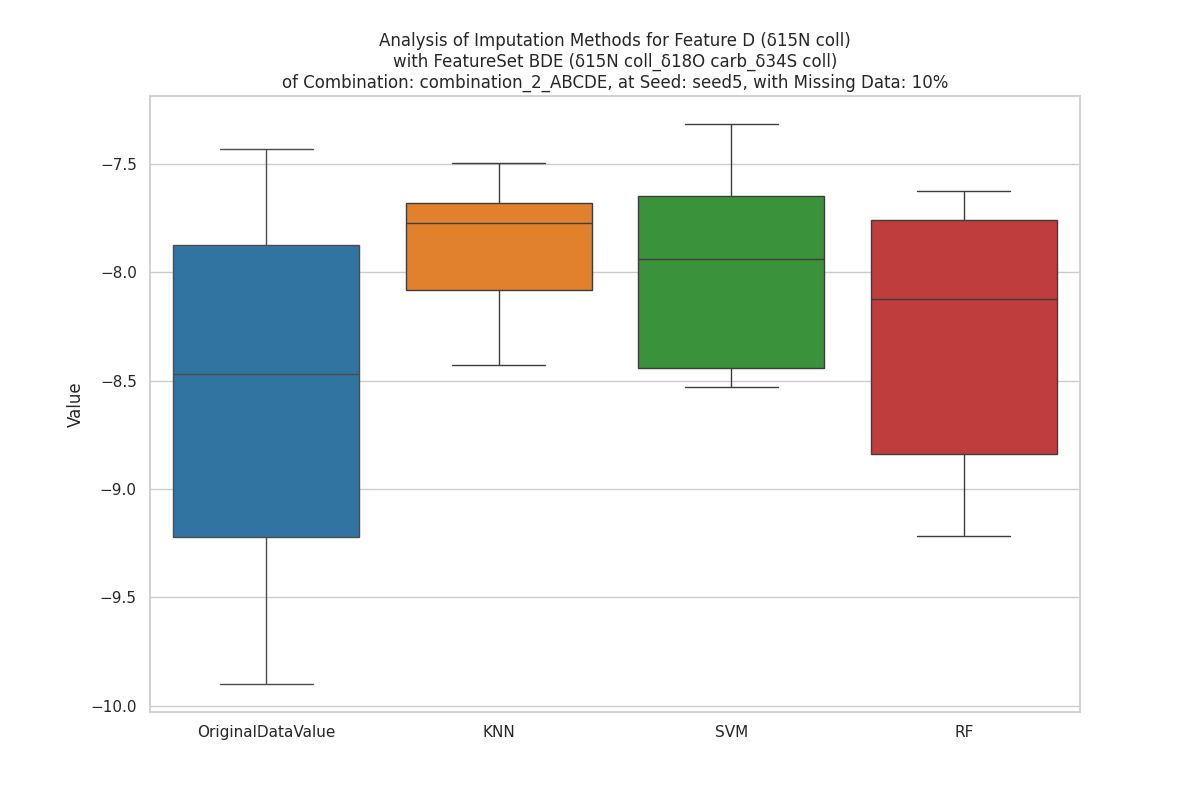 Analysis of Imputation Methods for Feature D (δ15N coll)
with FeatureSet BDE (δ15N coll_δ18O carb_δ34S coll)
of Combination: combination_2_ABCDE, at Seed: seed5, with Missing Data: 10%
Value
−7.5
−8.0
−8.5
−9.0
−9.5
−10.0
OriginalDataValue
KNN
SVM
RF